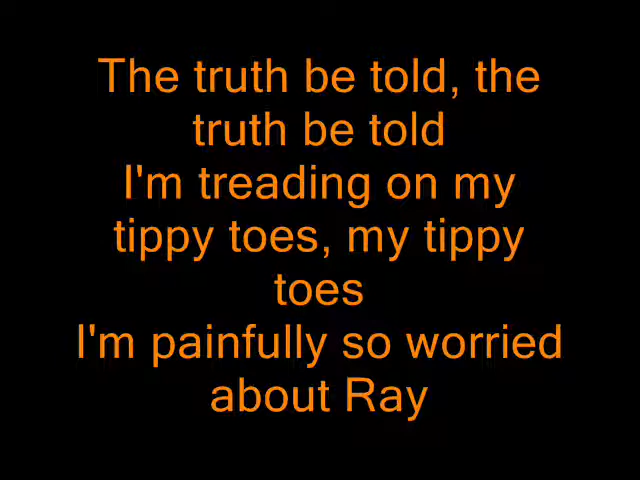 The truth be told, the
truth be told
I'm treading on my
tippy toes, my tippy
toes
I'm painfully so worried
about Ray